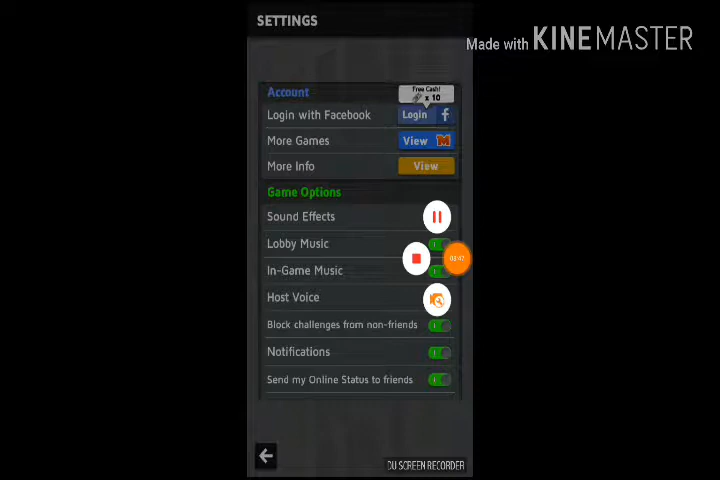 SETTINGS
Made with KINEMASTER
Account
Free Cash!
x 10
Login with Facebook
Login f
More Games
View M
More Info
View
Game Options
Sound Effects
Lobby Music
03:47
In-Game Music
Host Voice
Block challenges from non-friends
Notifications
Send my Online Status to friends
DU SCREEN RECORDER